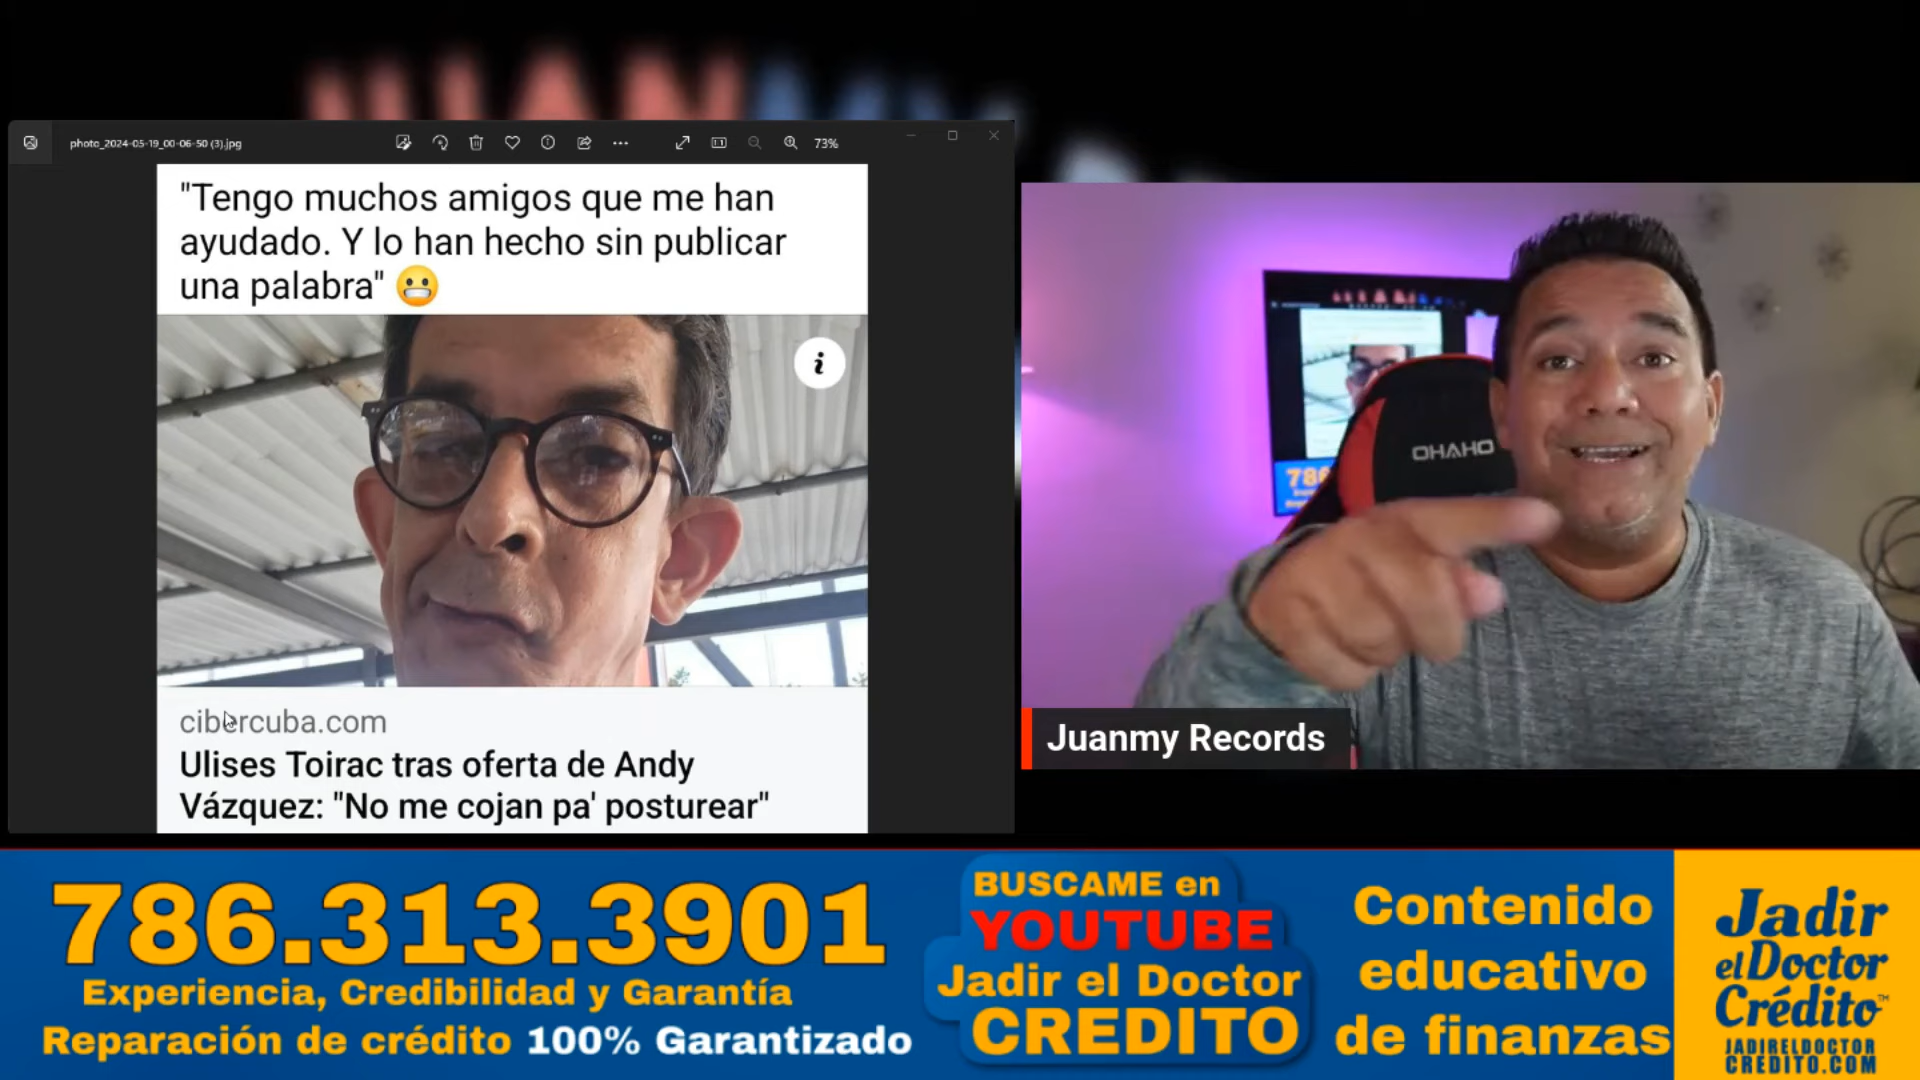 photo_2024-05-19_00-06-50 (3).jpg
73%
"Tengo muchos amigos que me han
ayudado. Y lo han hecho sin publicar
una palabra" 😬
i
cibercuba.com
Ulises Toirac tras oferta de Andy
Vázquez: "No me cojan pa' posturear"
OHAHO
786
Juanmy Records
786.313.3901
Experiencia, Credibilidad y Garantía
Reparación de crédito 100% Garantizado
BUSCAME en
YOUTUBE
Jadir el Doctor
CREDITO
Contenido
educativo
de finanzas
Jadir
el Doctor
Crédito™
JADIRELDOCTOR
CREDITO.COM